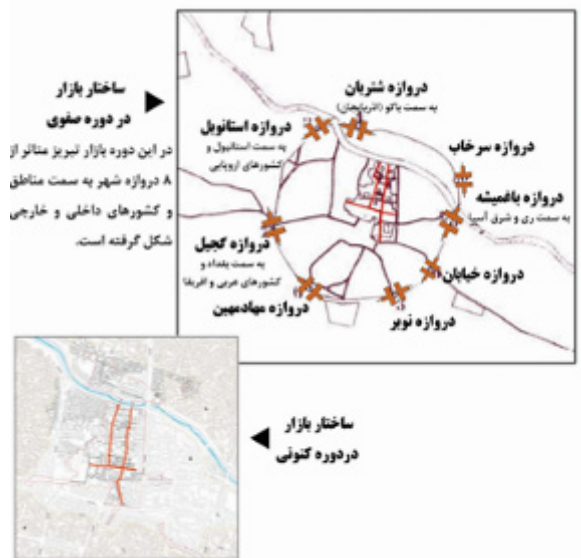 ساختار بازار
در دوره صفوی
در این دوره بازار تبریز متاثر از
۸ دروازه شهر به سمت مناطق
و کشورهای داخلی و خارجی
شکل گرفته است.
دروازه شتربان
به سمت باکو (آذربایجان)
دروازه استانویل
به سمت استانبول و
کشورهای اروپایی
دروازه سرخاب
دروازه باغمیشه
به سمت ری و شرق آسیا
دروازه گجیل
به سمت بغداد و
کشورهای عربی و افریقا
دروازه خیابان
دروازه مهادمهین
دروازه نوبر
ساختار بازار
دردوره کنونی